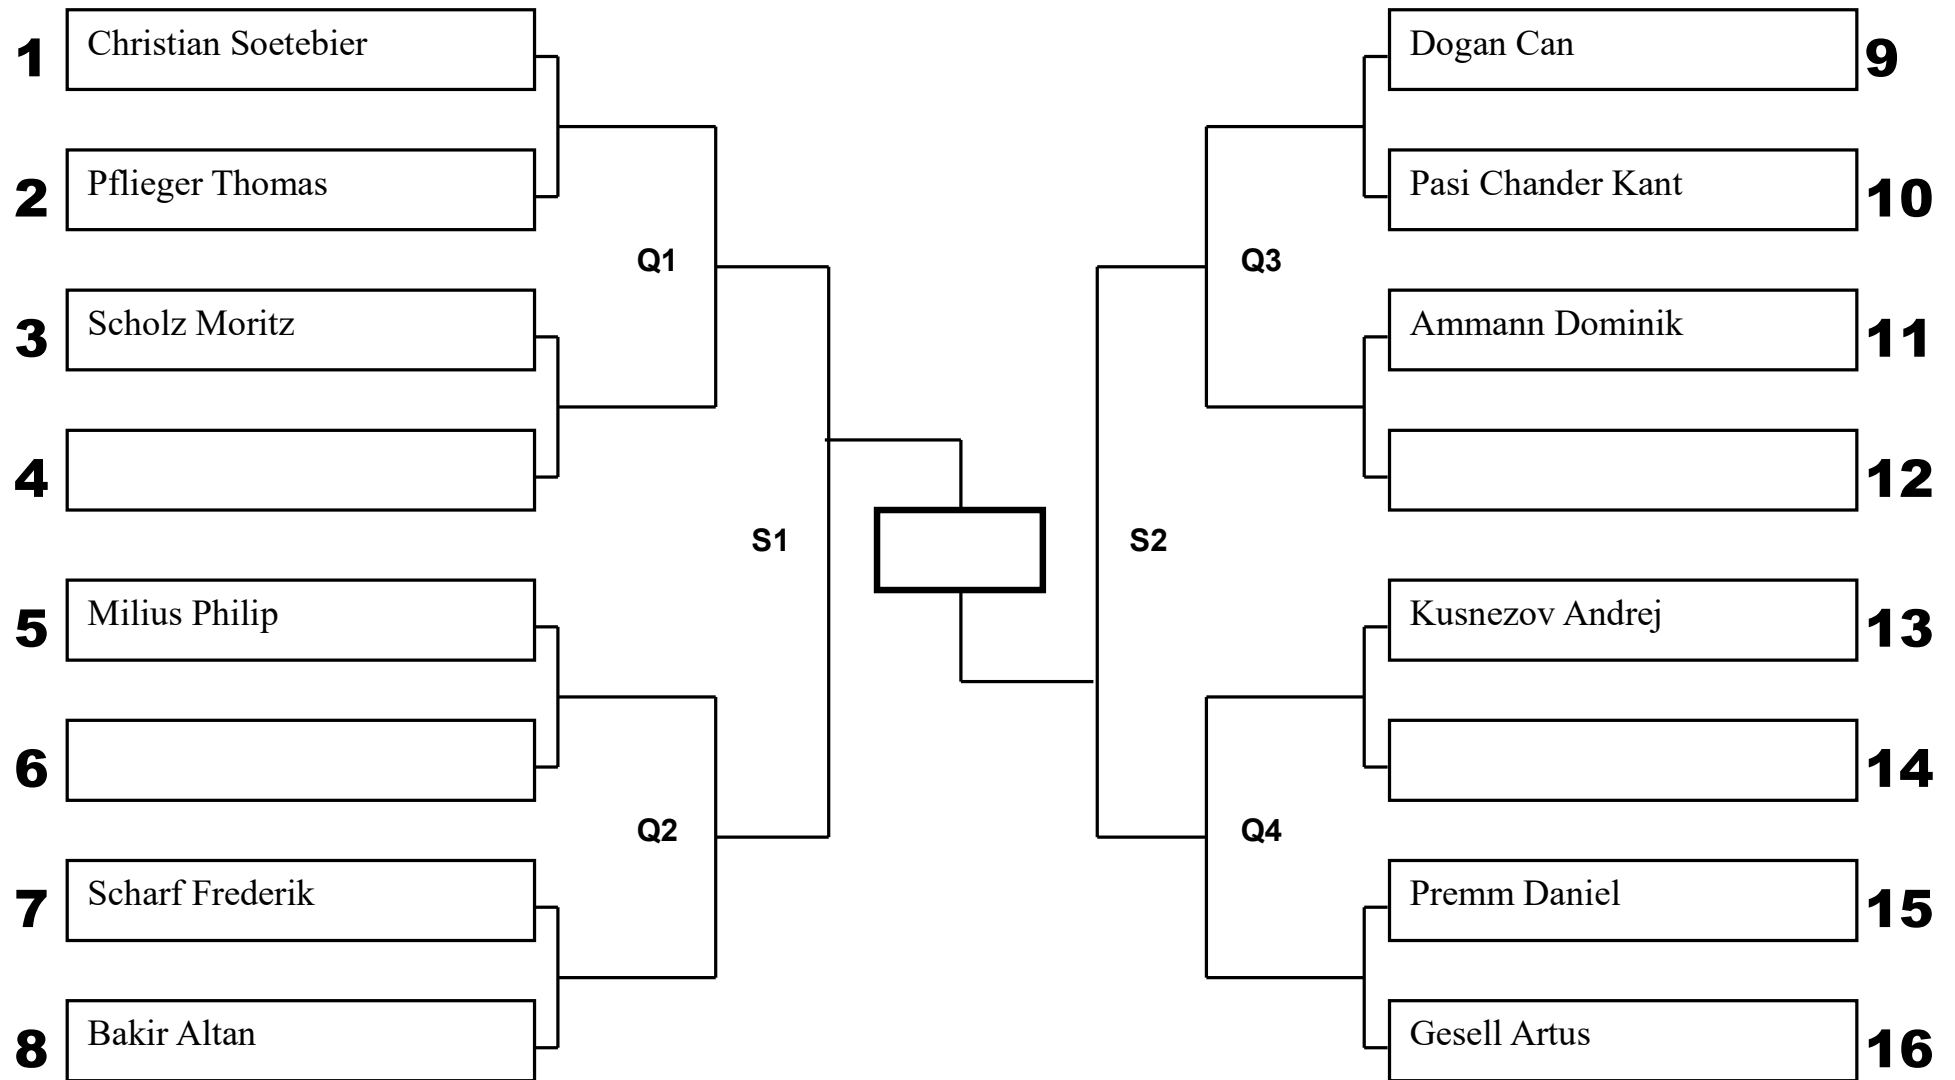 1 Christian Soetebier
2 Pflieger Thomas
Q1
3 Scholz Moritz
4
S1
5 Milius Philip
6
Q2
7 Scharf Frederik
8 Bakir Altan
Dogan Can 9
Pasi Chander Kant 10
Q3
Ammann Dominik 11
12
S2
Kusnezov Andrej 13
14
Q4
Premm Daniel 15
Gesell Artus 16